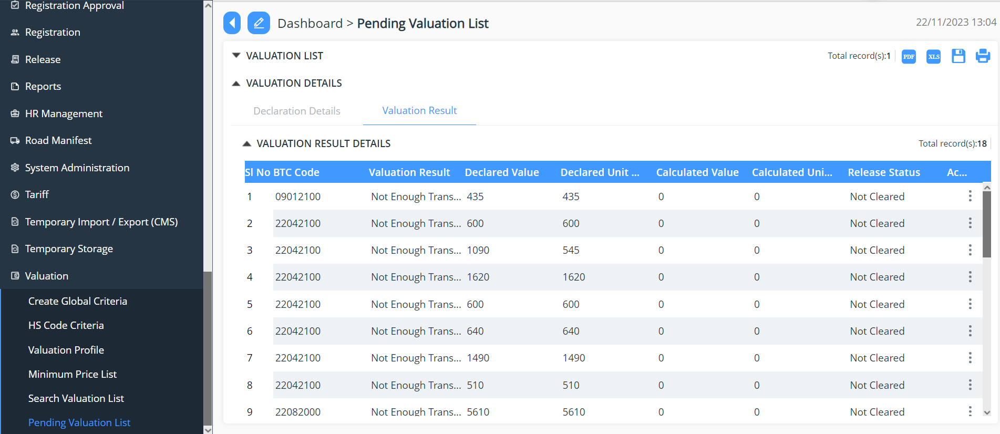 Registration Approval
Registration
Release
Reports
HR Management
Road Manifest
System Administration
Tariff
Temporary Import / Export (CMS)
Temporary Storage
Valuation
Create Global Criteria
HS Code Criteria
Valuation Profile
Minimum Price List
Search Valuation List
Pending Valuation List
Dashboard > Pending Valuation List
22/11/2023 13:04
VALUATION LIST
Total record(s):1
PDF
XLS
VALUATION DETAILS
Declaration Details
Valuation Result
VALUATION RESULT DETAILS
Total record(s):18
Sl No BTC Code Valuation Result Declared Value Declared Unit ... Calculated Value Calculated Uni... Release Status Ac...
1 09012100 Not Enough Trans... 435 435 0 0 Not Cleared
2 22042100 Not Enough Trans... 600 600 0 0 Not Cleared
3 22042100 Not Enough Trans... 1090 545 0 0 Not Cleared
4 22042100 Not Enough Trans... 1620 1620 0 0 Not Cleared
5 22042100 Not Enough Trans... 600 600 0 0 Not Cleared
6 22042100 Not Enough Trans... 640 640 0 0 Not Cleared
7 22042100 Not Enough Trans... 1490 1490 0 0 Not Cleared
8 22042100 Not Enough Trans... 510 510 0 0 Not Cleared
9 22082000 Not Enough Trans... 5610 5610 0 0 Not Cleared